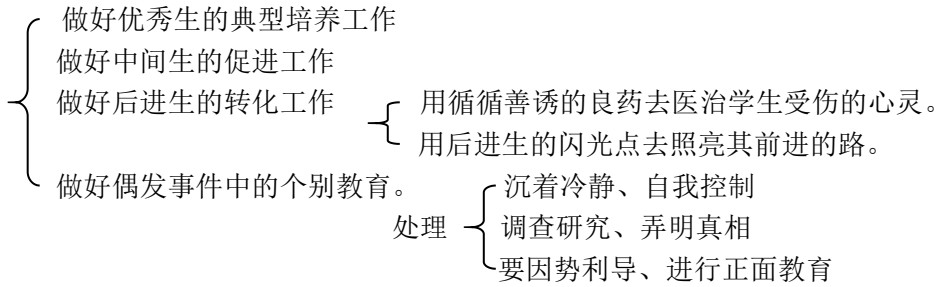 做好优秀生的典型培养工作
做好中间生的促进工作
做好后进生的转化工作
用循循善诱的良药去医治学生受伤的心灵。
用后进生的闪光点去照亮其前进的路。
做好偶发事件中的个别教育。
处理
沉着冷静、自我控制
调查研究、弄明真相
要因势利导、进行正面教育